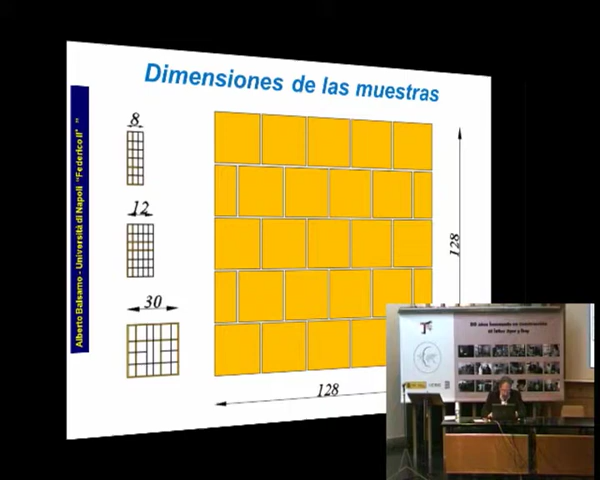 Dimensiones de las muestras
Alberto Balsamo - Università di Napoli "Federico II" "
8
12
30
128
128